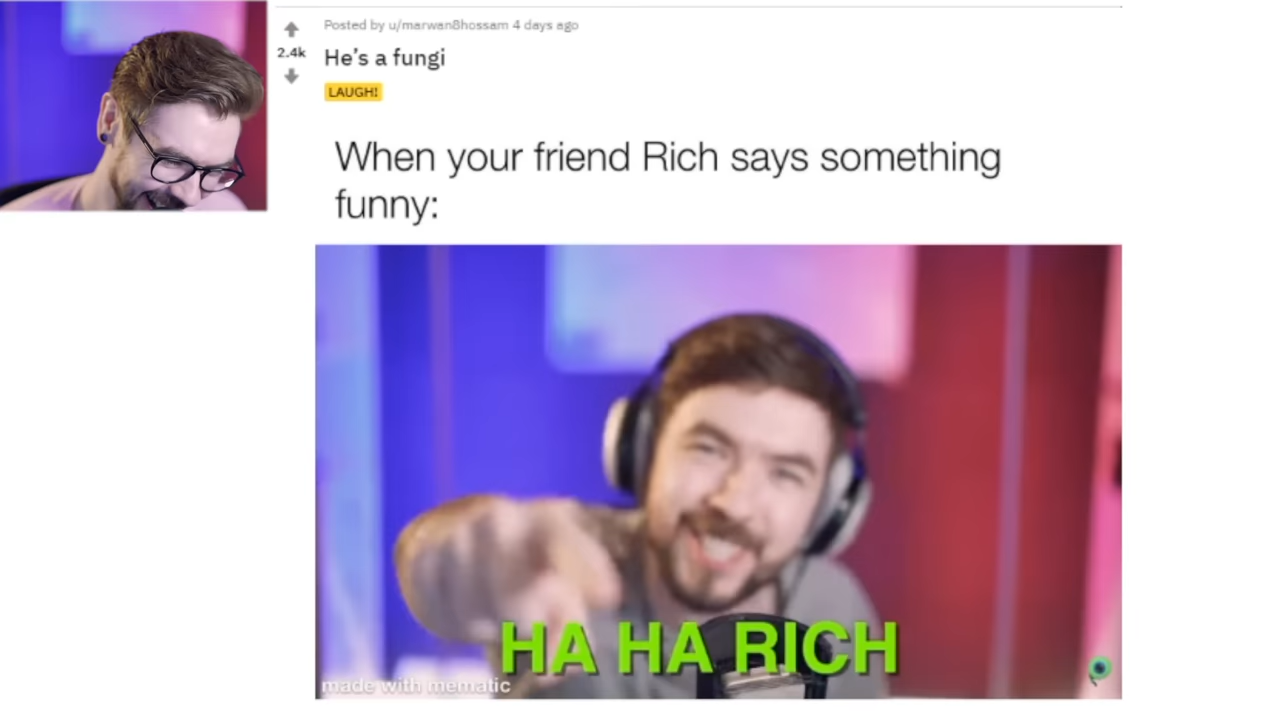 Posted by u/marwan8hossam 4 days ago
2.4k
He's a fungi
LAUGH!
When your friend Rich says something
funny:
HA HA RICH
made with mematic